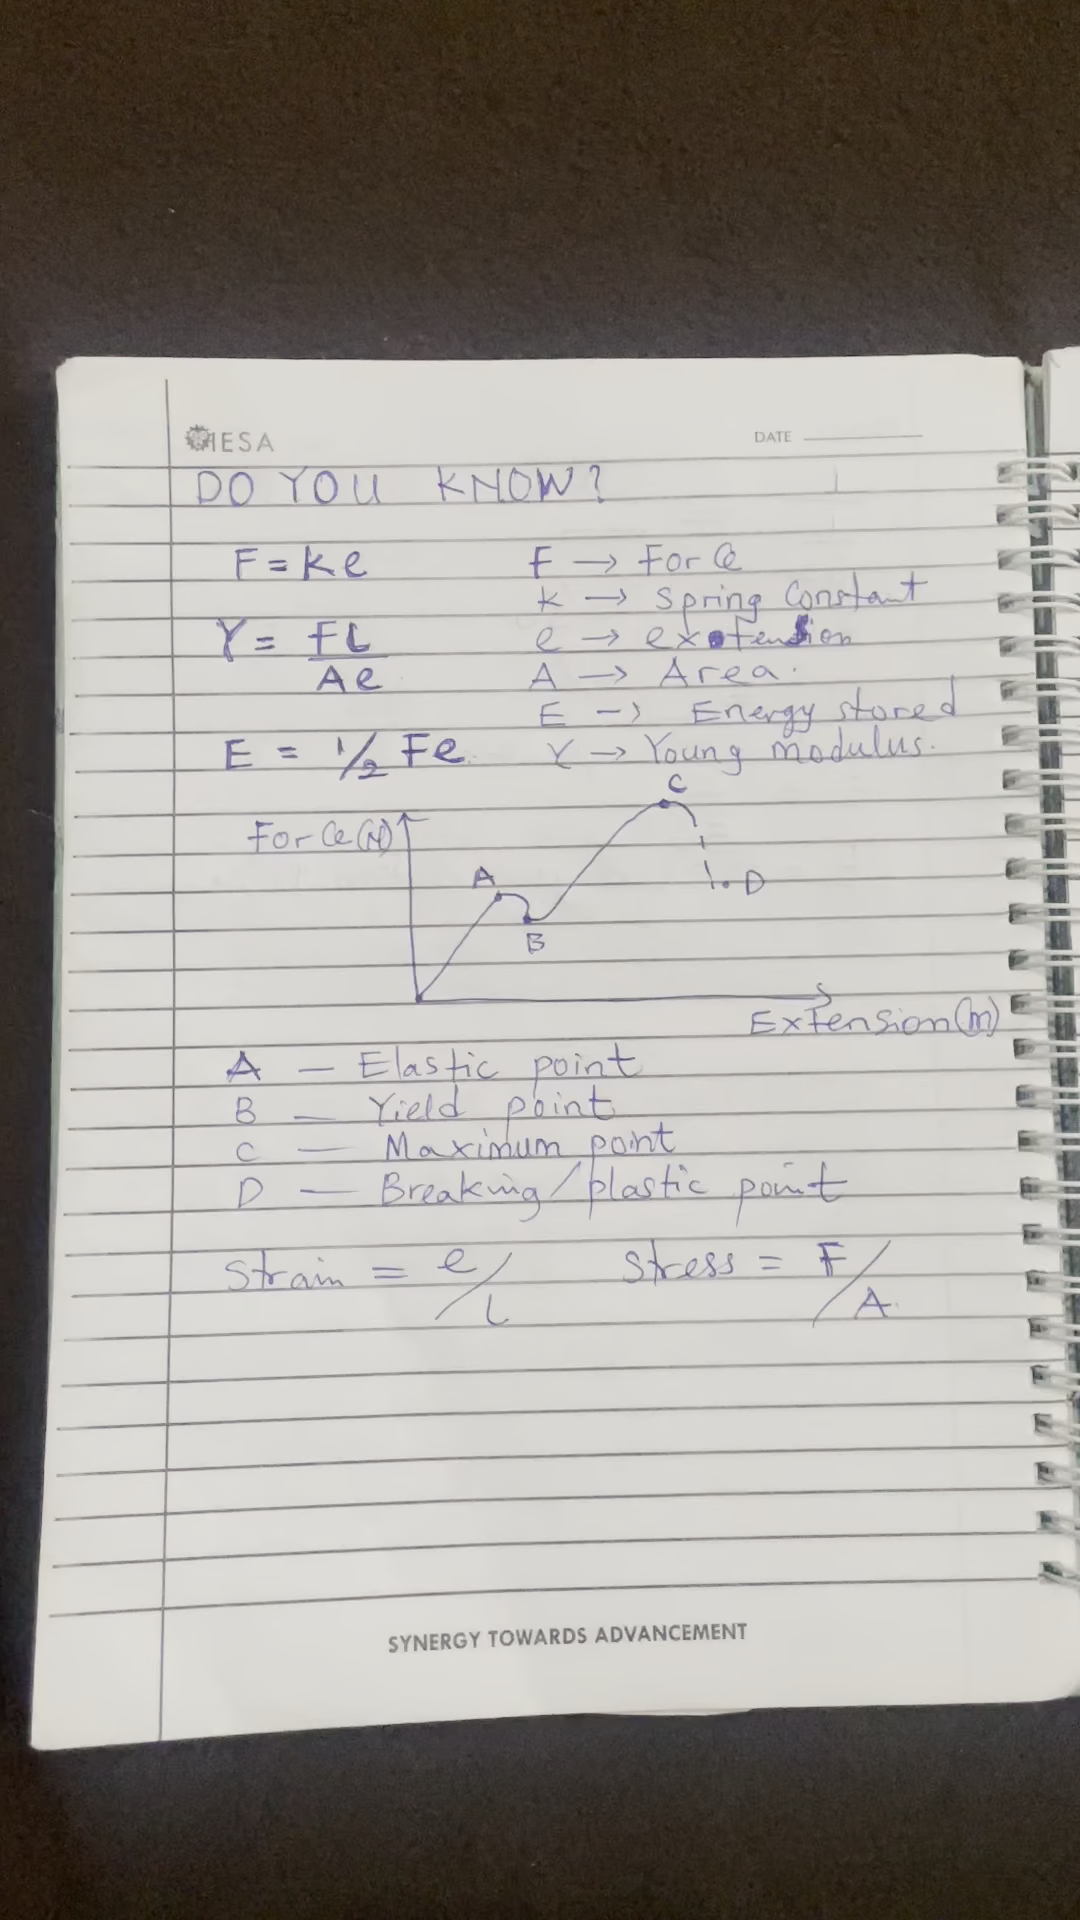 IESA
DATE
DO YOU KNOW?
F = Ke
F → Force
K → Spring Constant
Y = FL/Ae
e → extension
A → Area.
E → Energy stored
E = 1/2 Fe
Y → Young modulus.
C
Force (N)
A
D
B
Extension (m)
A — Elastic point
B — Yield point
C — Maximum point
D — Breaking/plastic point
Strain = e/L
Stress = F/A.
SYNERGY TOWARDS ADVANCEMENT